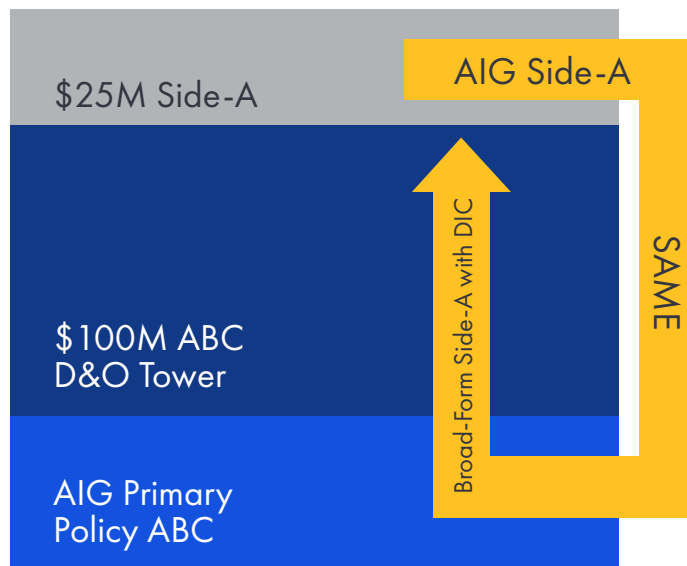 $25M Side-A
AIG Side-A
Broad-Form Side-A with DIC
SAME
$100M ABC
D&O Tower
AIG Primary
Policy ABC